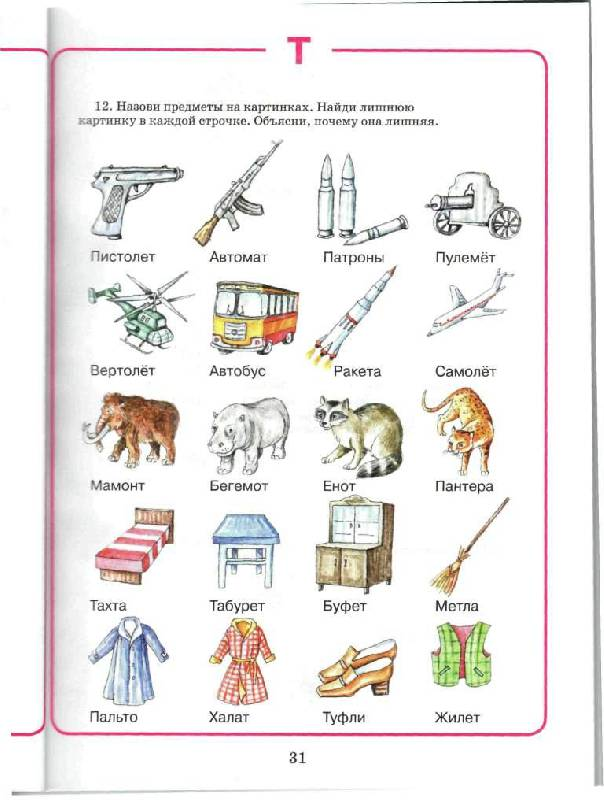 Т
12. Назови предметы на картинках. Найди лишнюю
картинку в каждой строчке. Объясни, почему она лишняя.
Пистолет Автомат Патроны Пулемёт
Вертолёт Автобус Ракета Самолёт
Мамонт Бегемот Енот Пантера
Тахта Табурет Буфет Метла
Пальто Халат Туфли Жилет
31